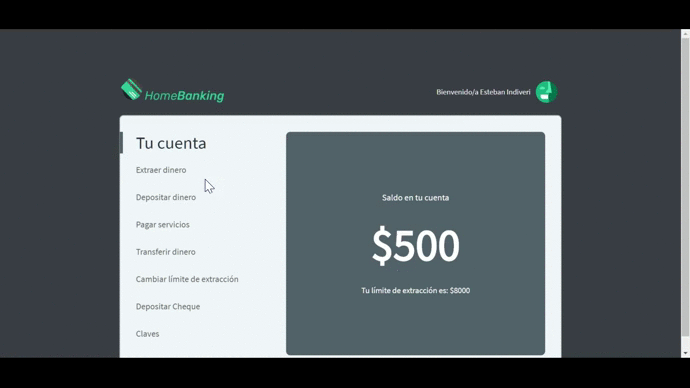 HomeBanking
Bienvenido/a Esteban Indiveri
Tu cuenta
Extraer dinero
Depositar dinero
Pagar servicios
Transferir dinero
Cambiar límite de extracción
Depositar Cheque
Claves
Saldo en tu cuenta
$500
Tu límite de extracción es: $8000